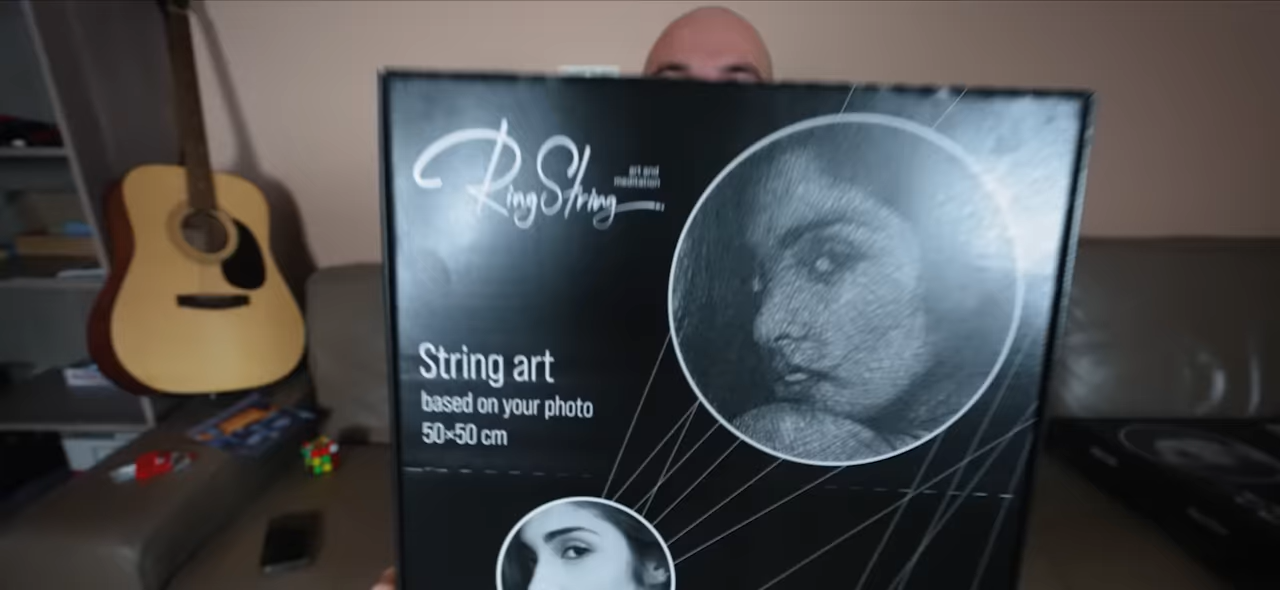 RingString
art and
meditation
String art
based on your photo
50×50 cm